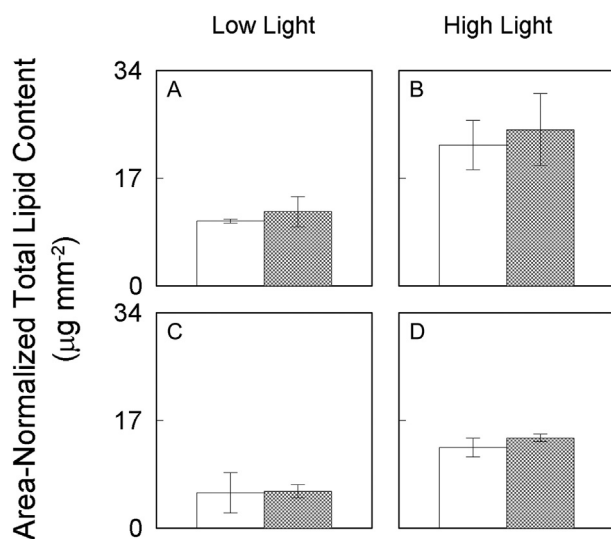 Low Light
High Light
Area-Normalized Total Lipid Content
(μg mm-2)
34
A
B
17
0
34
C
D
17
0